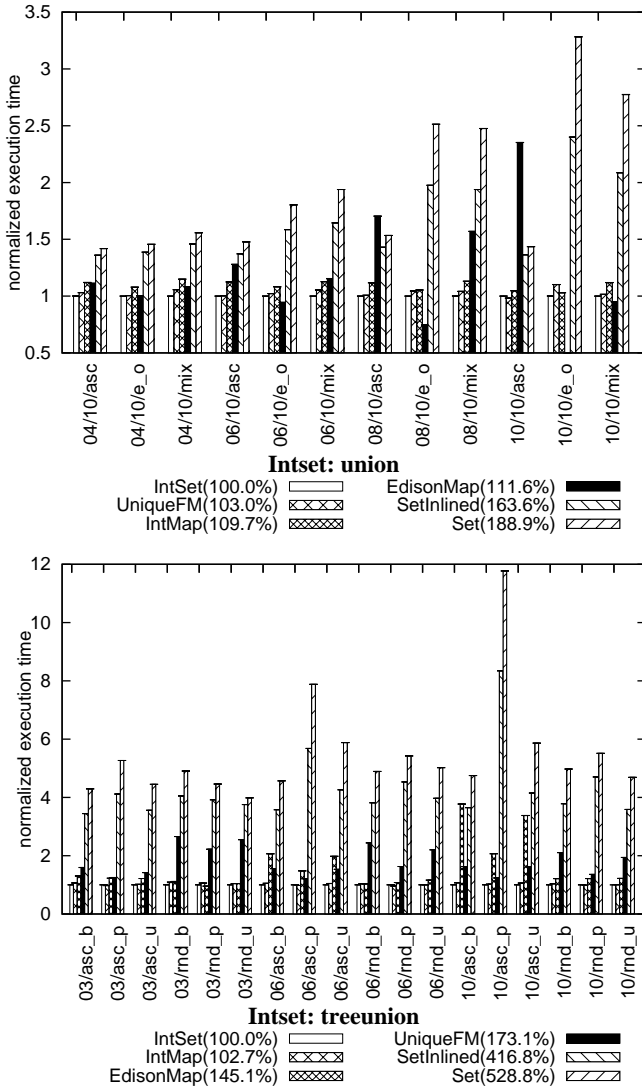 3.5
3
2.5
2
1.5
1
0.5
normalized execution time
04/10/asc
04/10/e_o
04/10/mix
06/10/asc
06/10/e_o
06/10/mix
08/10/asc
08/10/e_o
08/10/mix
10/10/asc
10/10/e_o
10/10/mix
Intset: union
IntSet(100.0%)
UniqueFM(103.0%)
IntMap(109.7%)
EdisonMap(111.6%)
SetInlined(163.6%)
Set(188.9%)
12
10
8
6
4
2
0
normalized execution time
03/asc_b
03/asc_p
03/asc_u
03/rnd_b
03/rnd_p
03/rnd_u
06/asc_b
06/asc_p
06/asc_u
06/rnd_b
06/rnd_p
06/rnd_u
10/asc_b
10/asc_p
10/asc_u
10/rnd_b
10/rnd_p
10/rnd_u
Intset: treeunion
IntSet(100.0%)
IntMap(102.7%)
EdisonMap(145.1%)
UniqueFM(173.1%)
SetInlined(416.8%)
Set(528.8%)